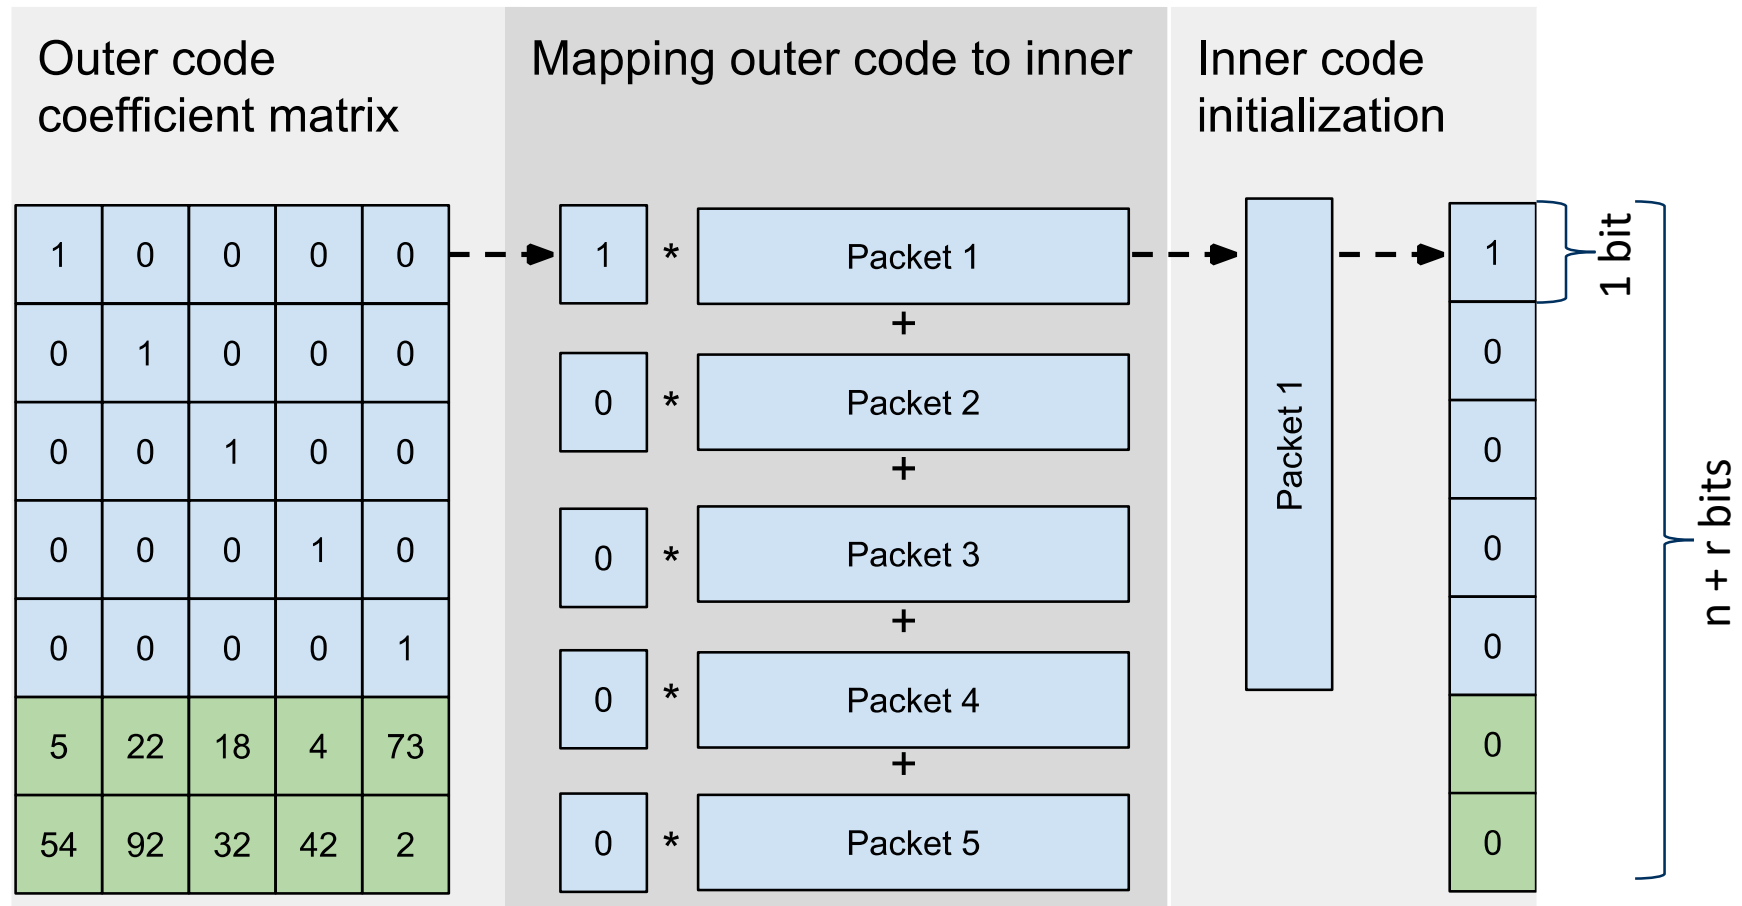 Outer code
coefficient matrix
Mapping outer code to inner
Inner code
initialization
1 0 0 0 0
0 1 0 0 0
0 0 1 0 0
0 0 0 1 0
0 0 0 0 1
5 22 18 4 73
54 92 32 42 2
1 * Packet 1
+
0 * Packet 2
+
0 * Packet 3
+
0 * Packet 4
+
0 * Packet 5
Packet 1
1
0
0
0
0
0
0
1 bit
n + r bits